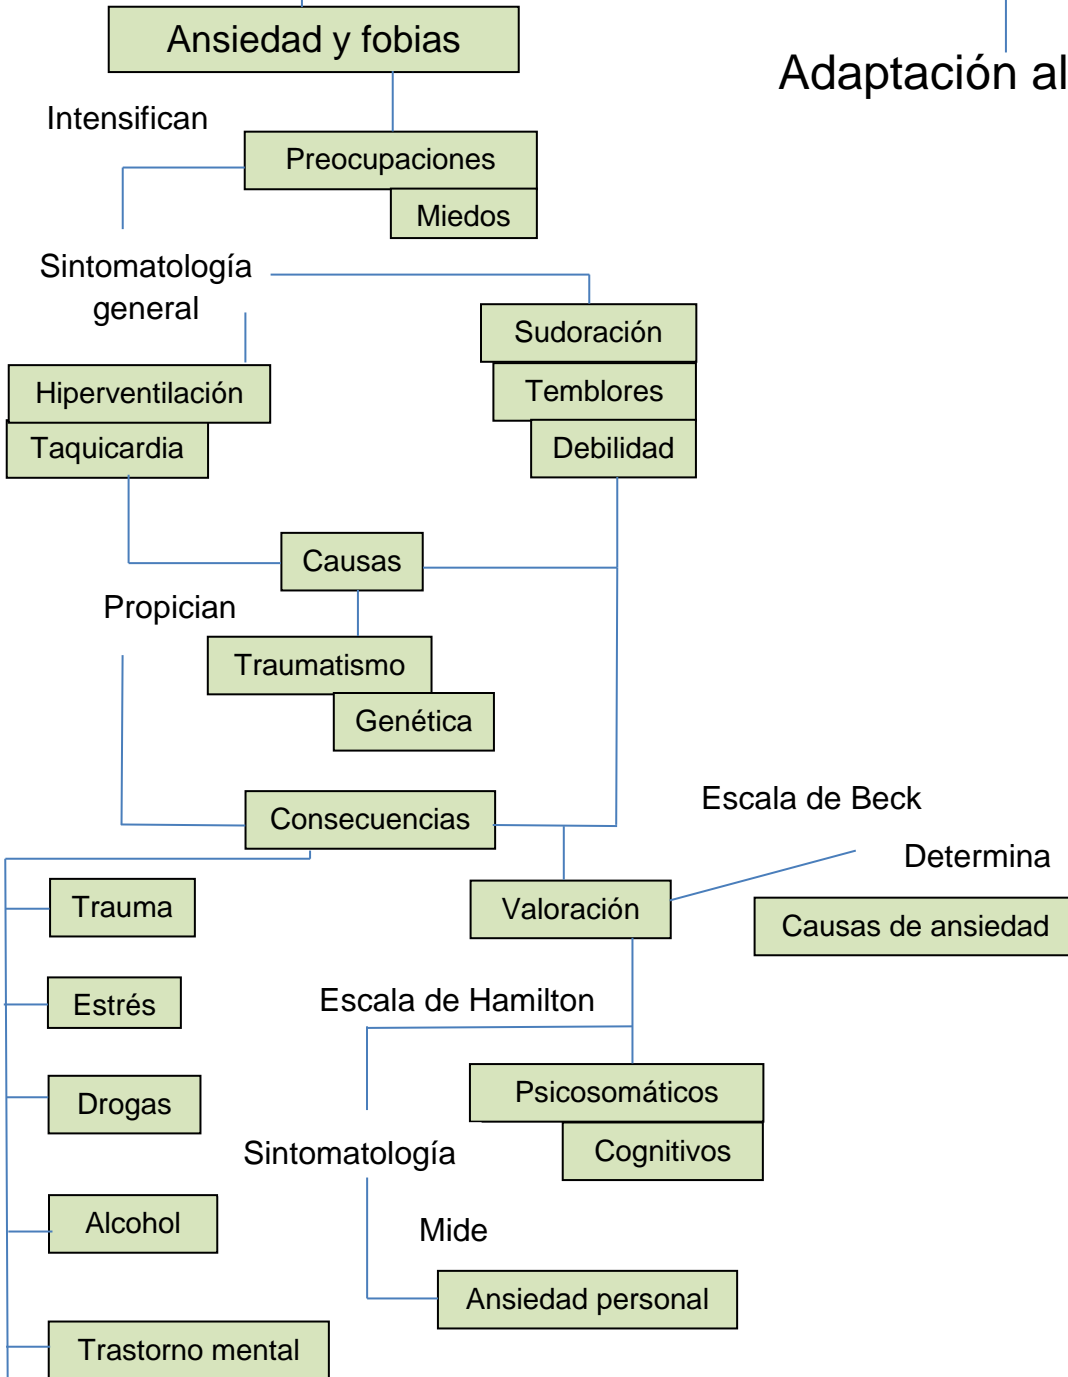 Ansiedad y fobias
Adaptación al
Intensifican
Preocupaciones
Miedos
Sintomatología
general
Sudoración
Temblores
Debilidad
Hiperventilación
Taquicardia
Causas
Propician
Traumatismo
Genética
Consecuencias
Escala de Beck
Determina
Valoración
Causas de ansiedad
Trauma
Estrés
Drogas
Alcohol
Trastorno mental
Escala de Hamilton
Psicosomáticos
Cognitivos
Sintomatología
Mide
Ansiedad personal